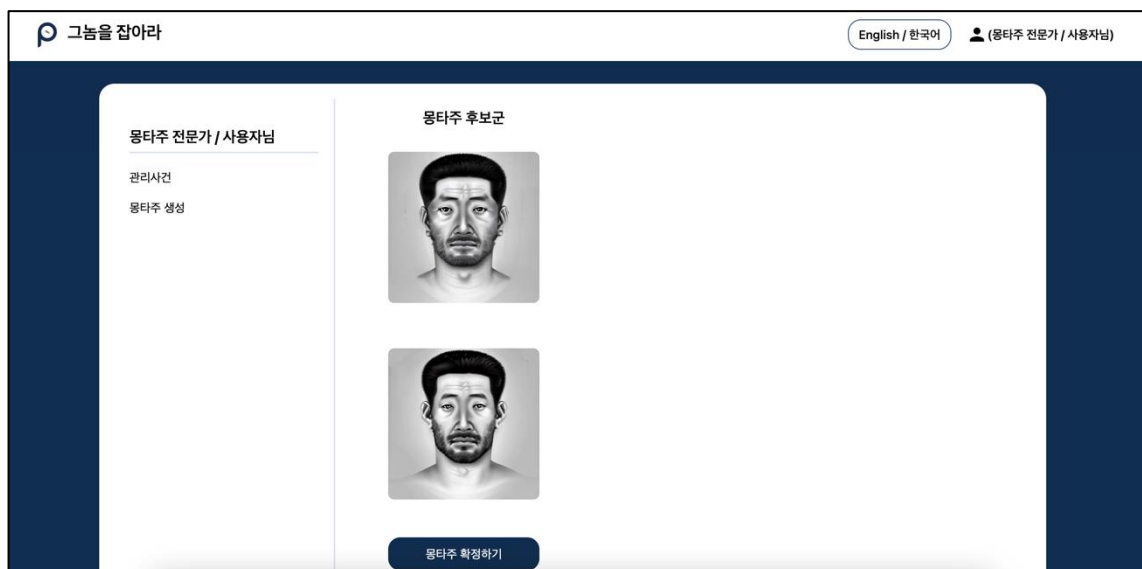 그놈을 잡아라
English / 한국어
(몽타주 전문가 / 사용자님)
몽타주 전문가 / 사용자님
관리사건
몽타주 생성
몽타주 후보군
몽타주 확정하기